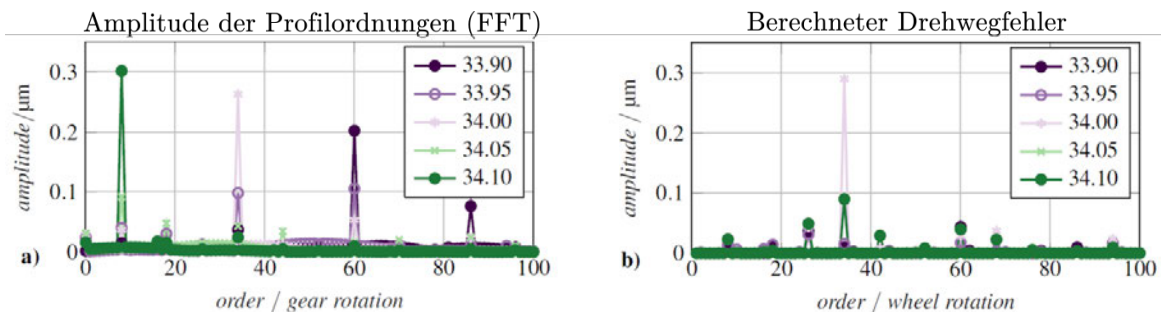 Amplitude der Profilordnungen (FFT)
amplitude/μm
0.3
0.2
0.1
0
33.90
33.95
34.00
34.05
34.10
0 20 40 60 80 100
a)
order / gear rotation
Berechneter Drehwegfehler
amplitude / μm
0.3
0.2
0.1
0
33.90
33.95
34.00
34.05
34.10
0 20 40 60 80 100
b)
order / wheel rotation